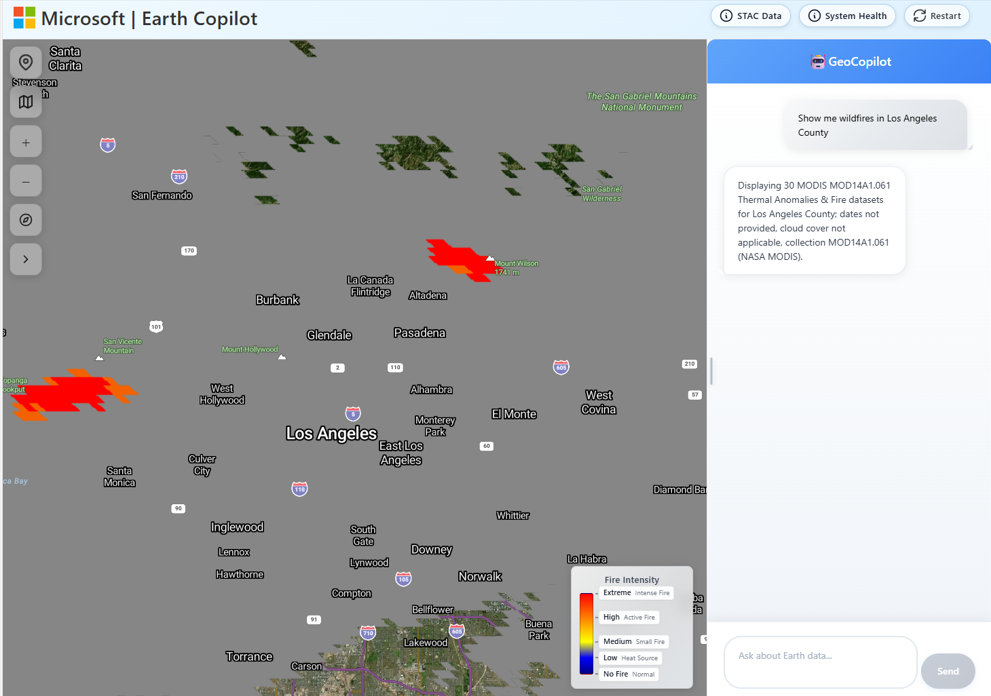 Microsoft | Earth Copilot
STAC Data
System Health
Restart
Santa
Clarita
Stevenson
The San Gabriel Mountains
National Monument
5
210
San Fernando
San Gabriel
Wilderness
170
Mount Wilson
1741 m
La Canada
Flintridge
Altadena
Burbank
101
Glendale
Pasadena
San Vicente
Mountain
Mount Hollywood
2
110
605
210
57
West
Hollywood
Alhambra
Monterey
Park
El Monte
West
Covina
5
Los Angeles
East Los
Angeles
60
Culver
City
Santa
Monica
ca Bay
110
Diamond Ba
90
Whittier
Inglewood
South
Gate
Downey
Lennox
La Habra
Lynwood
Hawthorne
105
Norwalk
Compton
Bellflower
91
710
605
Buena
Park
Lakewood
Torrance
Carson
Fire Intensity
Extreme Intense Fire
High Active Fire
Medium Small Fire
Low Heat Source
No Fire Normal
GeoCopilot
Show me wildfires in Los Angeles
County
Displaying 30 MODIS MOD14A1.061
Thermal Anomalies & Fire datasets
for Los Angeles County; dates not
provided, cloud cover not
applicable, collection MOD14A1.061
(NASA MODIS).
Ask about Earth data...
Send